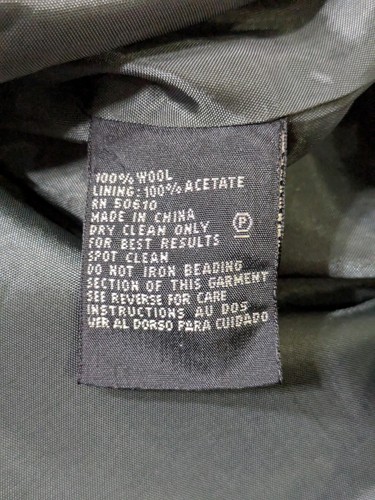 100% WOOL
LINING: 100% ACETATE
RN 50610
MADE IN CHINA
DRY CLEAN ONLY
FOR BEST RESULTS
SPOT CLEAN
DO NOT IRON BEADING
SECTION OF THIS GARMENT
SEE REVERSE FOR CARE
INSTRUCTIONS AU DOS
VER AL DORSO PARA CUIDADO
P